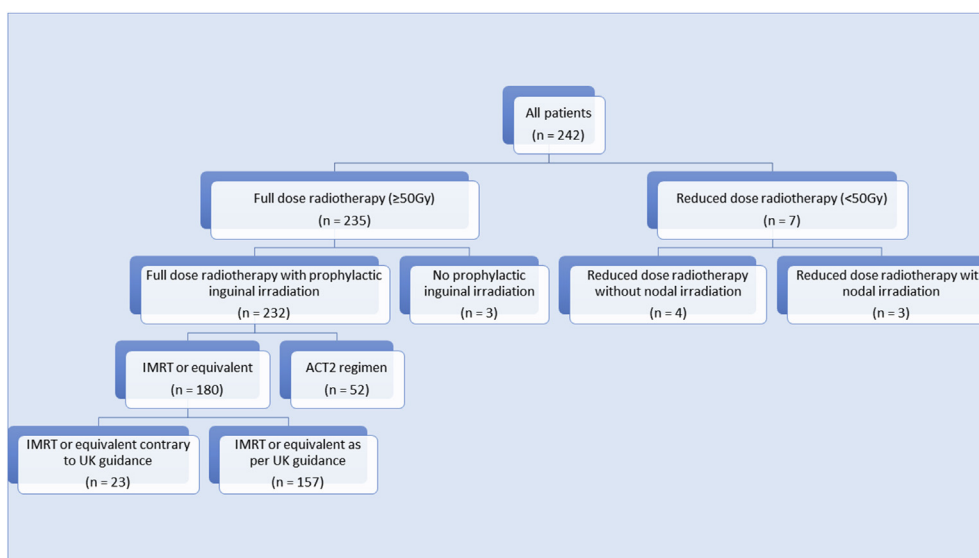 All patients
(n = 242)
Full dose radiotherapy (≥50Gy)
(n = 235)
Reduced dose radiotherapy (<50Gy)
(n = 7)
Full dose radiotherapy with prophylactic
inguinal irradiation
(n = 232)
No prophylactic
inguinal irradiation
(n = 3)
Reduced dose radiotherapy
without nodal irradiation
(n = 4)
Reduced dose radiotherapy wit
nodal irradiation
(n = 3)
IMRT or equivalent
(n = 180)
ACT2 regimen
(n = 52)
IMRT or equivalent contrary
to UK guidance
(n = 23)
IMRT or equivalent as
per UK guidance
(n = 157)